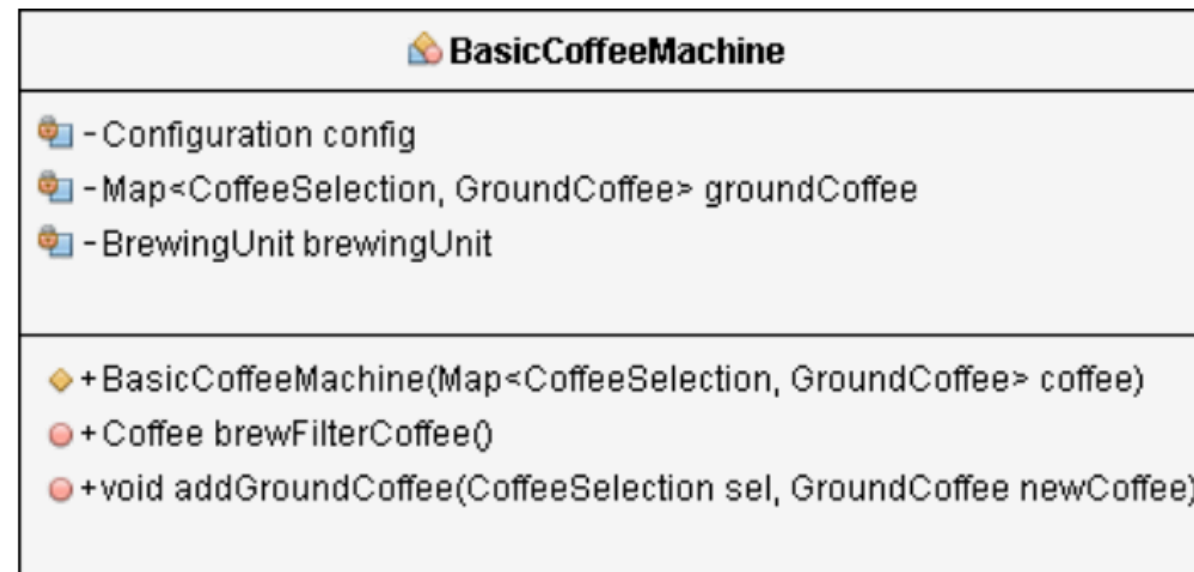 BasicCoffeeMachine
-Configuration config
-Map<CoffeeSelection, GroundCoffee> groundCoffee
-BrewingUnit brewingUnit
+BasicCoffeeMachine(Map<CoffeeSelection, GroundCoffee> coffee)
+Coffee brewFilterCoffee()
+void addGroundCoffee(CoffeeSelection sel, GroundCoffee newCoffee)